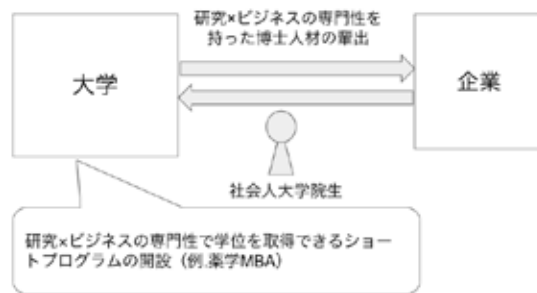 研究×ビジネスの専門性を
持った博士人材の輩出
大学
企業
社会人大学院生
研究×ビジネスの専門性で学位を取得できるショー
トプログラムの開設（例.薬学MBA）